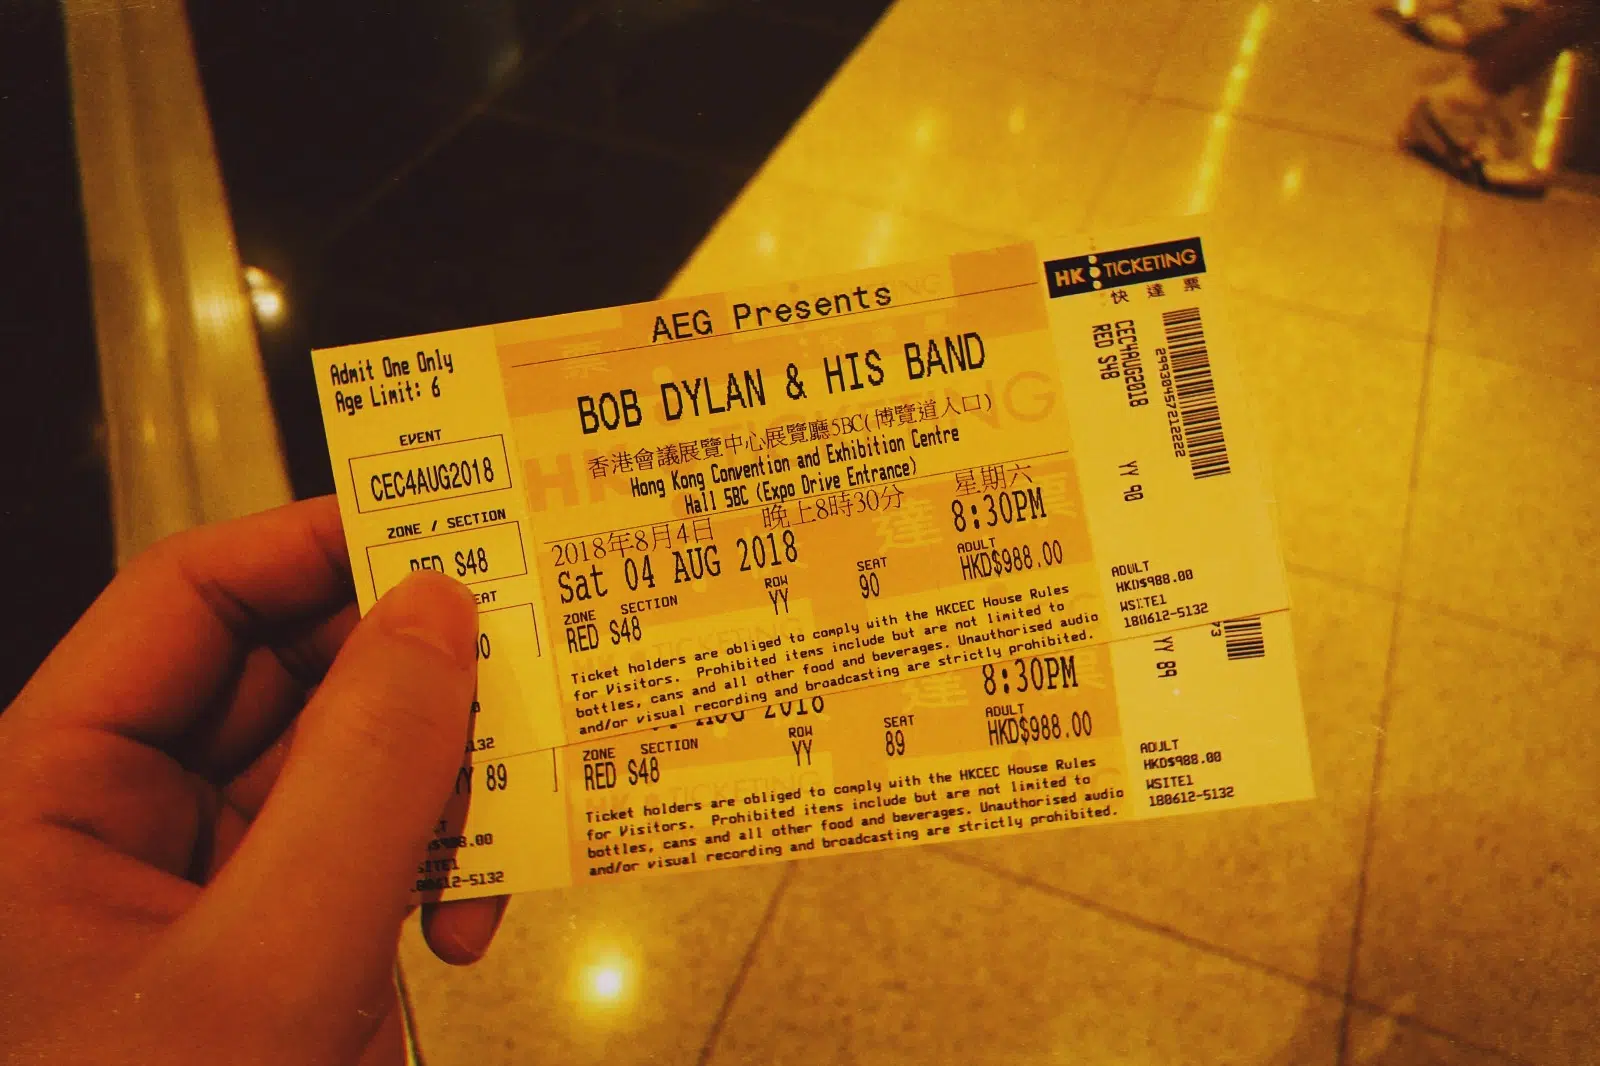 Admit One Only
Age Limit: 6
EVENT
CEC4AUG2018
ZONE / SECTION
RED S48
AEG Presents
BOB DYLAN & HIS BAND
香港會議展覽中心展覽廳5BC(博覽道入口)
Hong Kong Convention and Exhibition Centre
Hall 5BC (Expo Drive Entrance)
2018年8月4日 晚上8時30分 星期六
Sat 04 AUG 2018 8:30PM
ZONE SECTION ROW SEAT ADULT
RED S48 YY 90 HKD$988.00
Ticket holders are obliged to comply with the HKCEC House Rules
for Visitors. Prohibited items include but are not limited to
bottles, cans and all other food and beverages. Unauthorised audio
and/or visual recording and broadcasting are strictly prohibited.
HK TICKETING
快達票
CEC4AUG2018
RED S48
YY 90
29930457212222
ADULT
HKD$988.00
WSITE1
180612-5132
8:30PM
2018
ZONE SECTION ROW SEAT ADULT
RED S48 YY 89 HKD$988.00
Ticket holders are obliged to comply with the HKCEC House Rules
for Visitors. Prohibited items include but are not limited to
bottles, cans and all other food and beverages. Unauthorised audio
and/or visual recording and broadcasting are strictly prohibited.
YY 89
ADULT
HKD$988.00
WSITE1
180612-5132
89